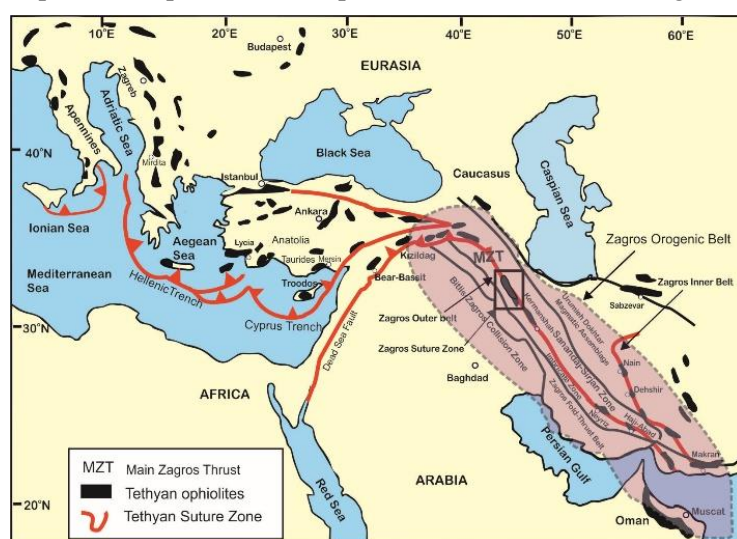 10°E
20°E
30°E
40°E
50°E
60°E
Budapest
EURASIA
Zagreb
Adriatic Sea
Apennines
Mirdita
40°N
Black Sea
Caucasus
Caspian Sea
Istanbul
Ionian Sea
Ankara
Aegean
Sea
Lycia
Anatolia
Taurides
Mersin
Kizildag
MZT
Zagros Orogenic Belt
Mediterranean
Sea
Hellenic Trench
Troodos
Bear-Bassit
Zagros Inner Belt
Sabzevar
Cyprus Trench
30°N
Zagros Outer Belt
Zagros Suture Zone
Dead Sea Fault
Bitlis Zagros Collision Zone
Kermanshah
Sanandaj-Sirjan Zone
Urumieh Dokhtar
Magmatic Assemblage
Imbricate Zone
Zagros Fold-Thrust Belt
Neyriz
Haji-Abad
Nain
Dehshir
Baghdad
AFRICA
Makran
Persian Gulf
ARABIA
Red Sea
Muscat
Oman
20°N
MZT Main Zagros Thrust
Tethyan ophiolites
Tethyan Suture Zone